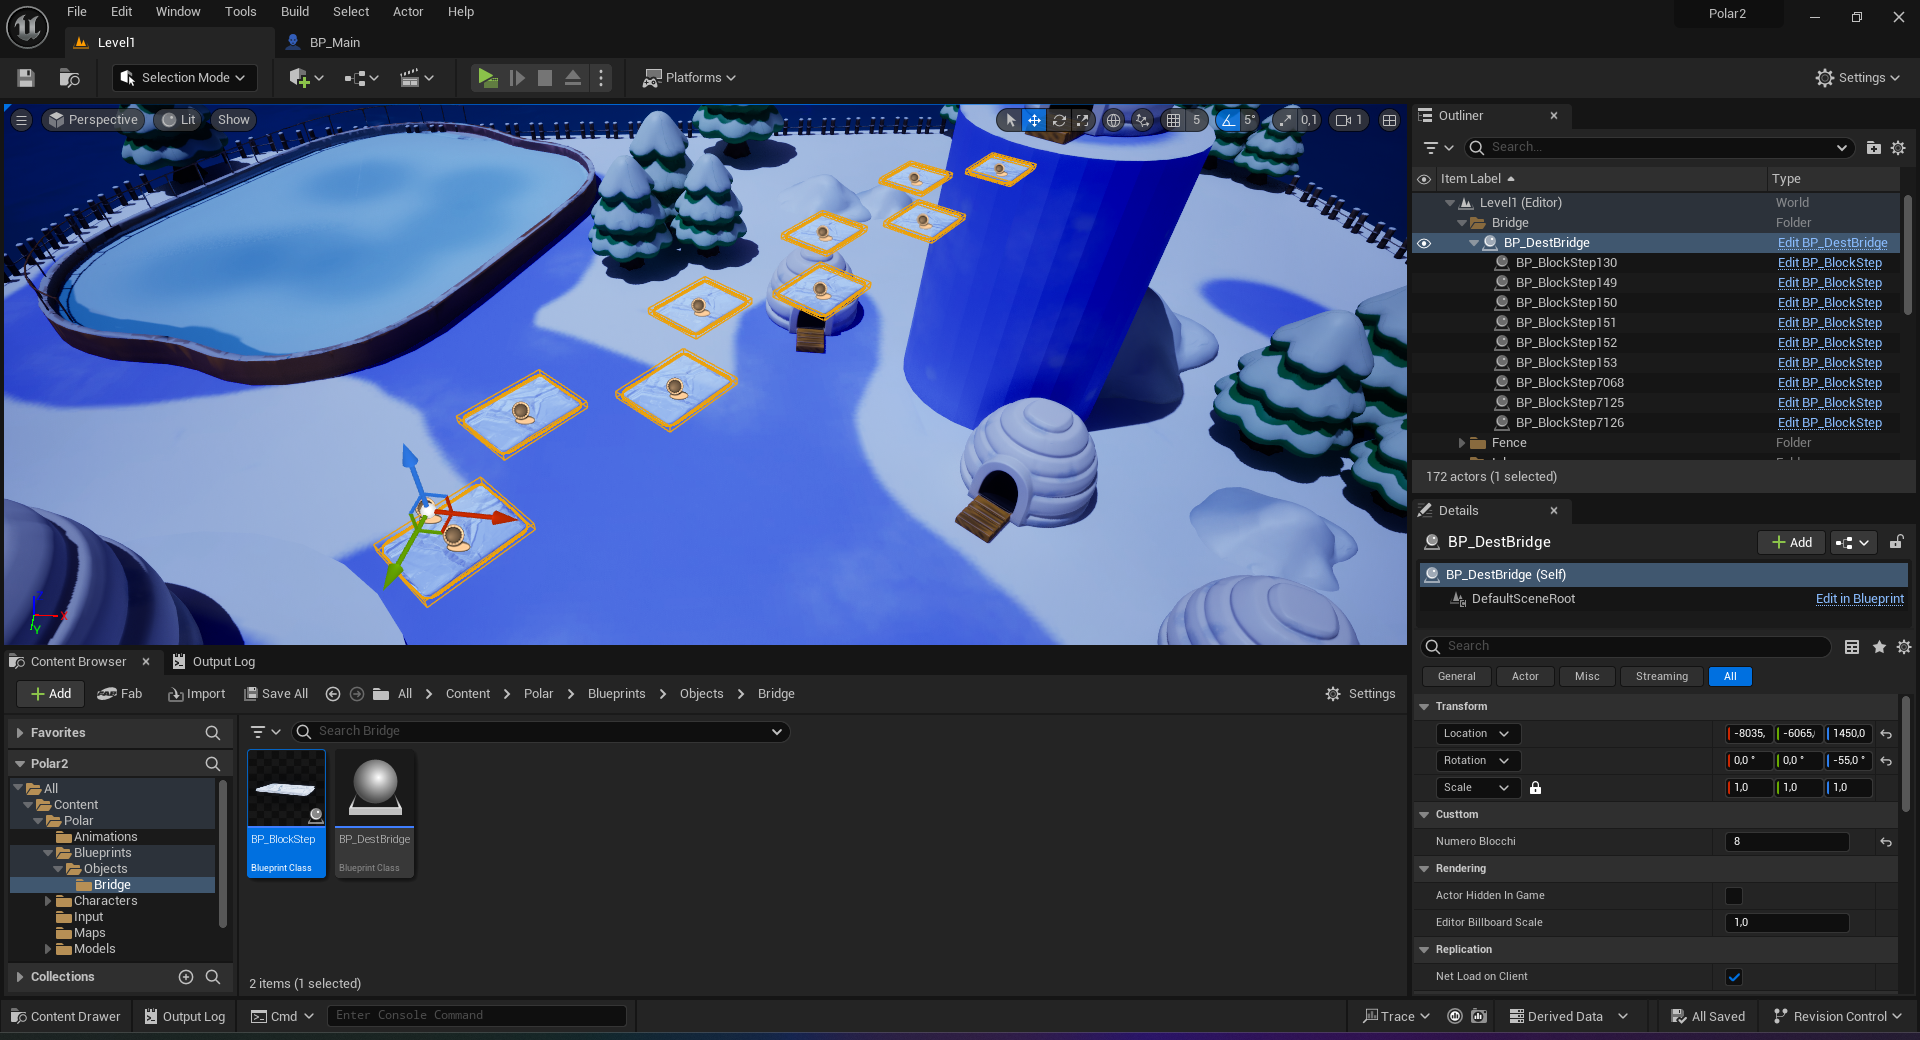 File Edit Window Tools Build Select Actor Help
Polar2
Level1
BP_Main
Selection Mode
Platforms
Settings
Perspective Lit Show
5 5° 0,1 1
Outliner
Search...
Item Label Type
Level1 (Editor) World
Bridge Folder
BP_DestBridge Edit BP_DestBridge
BP_BlockStep130 Edit BP_BlockStep
BP_BlockStep149 Edit BP_BlockStep
BP_BlockStep150 Edit BP_BlockStep
BP_BlockStep151 Edit BP_BlockStep
BP_BlockStep152 Edit BP_BlockStep
BP_BlockStep153 Edit BP_BlockStep
BP_BlockStep7068 Edit BP_BlockStep
BP_BlockStep7125 Edit BP_BlockStep
BP_BlockStep7126 Edit BP_BlockStep
Fence Folder
172 actors (1 selected)
Details
BP_DestBridge
Add
BP_DestBridge (Self)
DefaultSceneRoot Edit in Blueprint
Search
General Actor Misc Streaming All
Transform
Location -8035, -6065, 1450,0
Rotation 0,0 ° 0,0 ° -55,0 °
Scale 1,0 1,0 1,0
Custtom
Numero Blocchi 8
Rendering
Actor Hidden In Game
Editor Billboard Scale 1,0
Replication
Net Load on Client
X
Y
Content Browser
Output Log
Add Fab Import Save All All Content Polar Blueprints Objects Bridge Settings
Favorites
Polar2
All
Content
Polar
Animations
Blueprints
Objects
Bridge
Characters
Input
Maps
Models
Collections
Search Bridge
BP_BlockStep
Blueprint Class
BP_DestBridge
Blueprint Class
2 items (1 selected)
Content Drawer Output Log Cmd Enter Console Command Trace Derived Data All Saved Revision Control